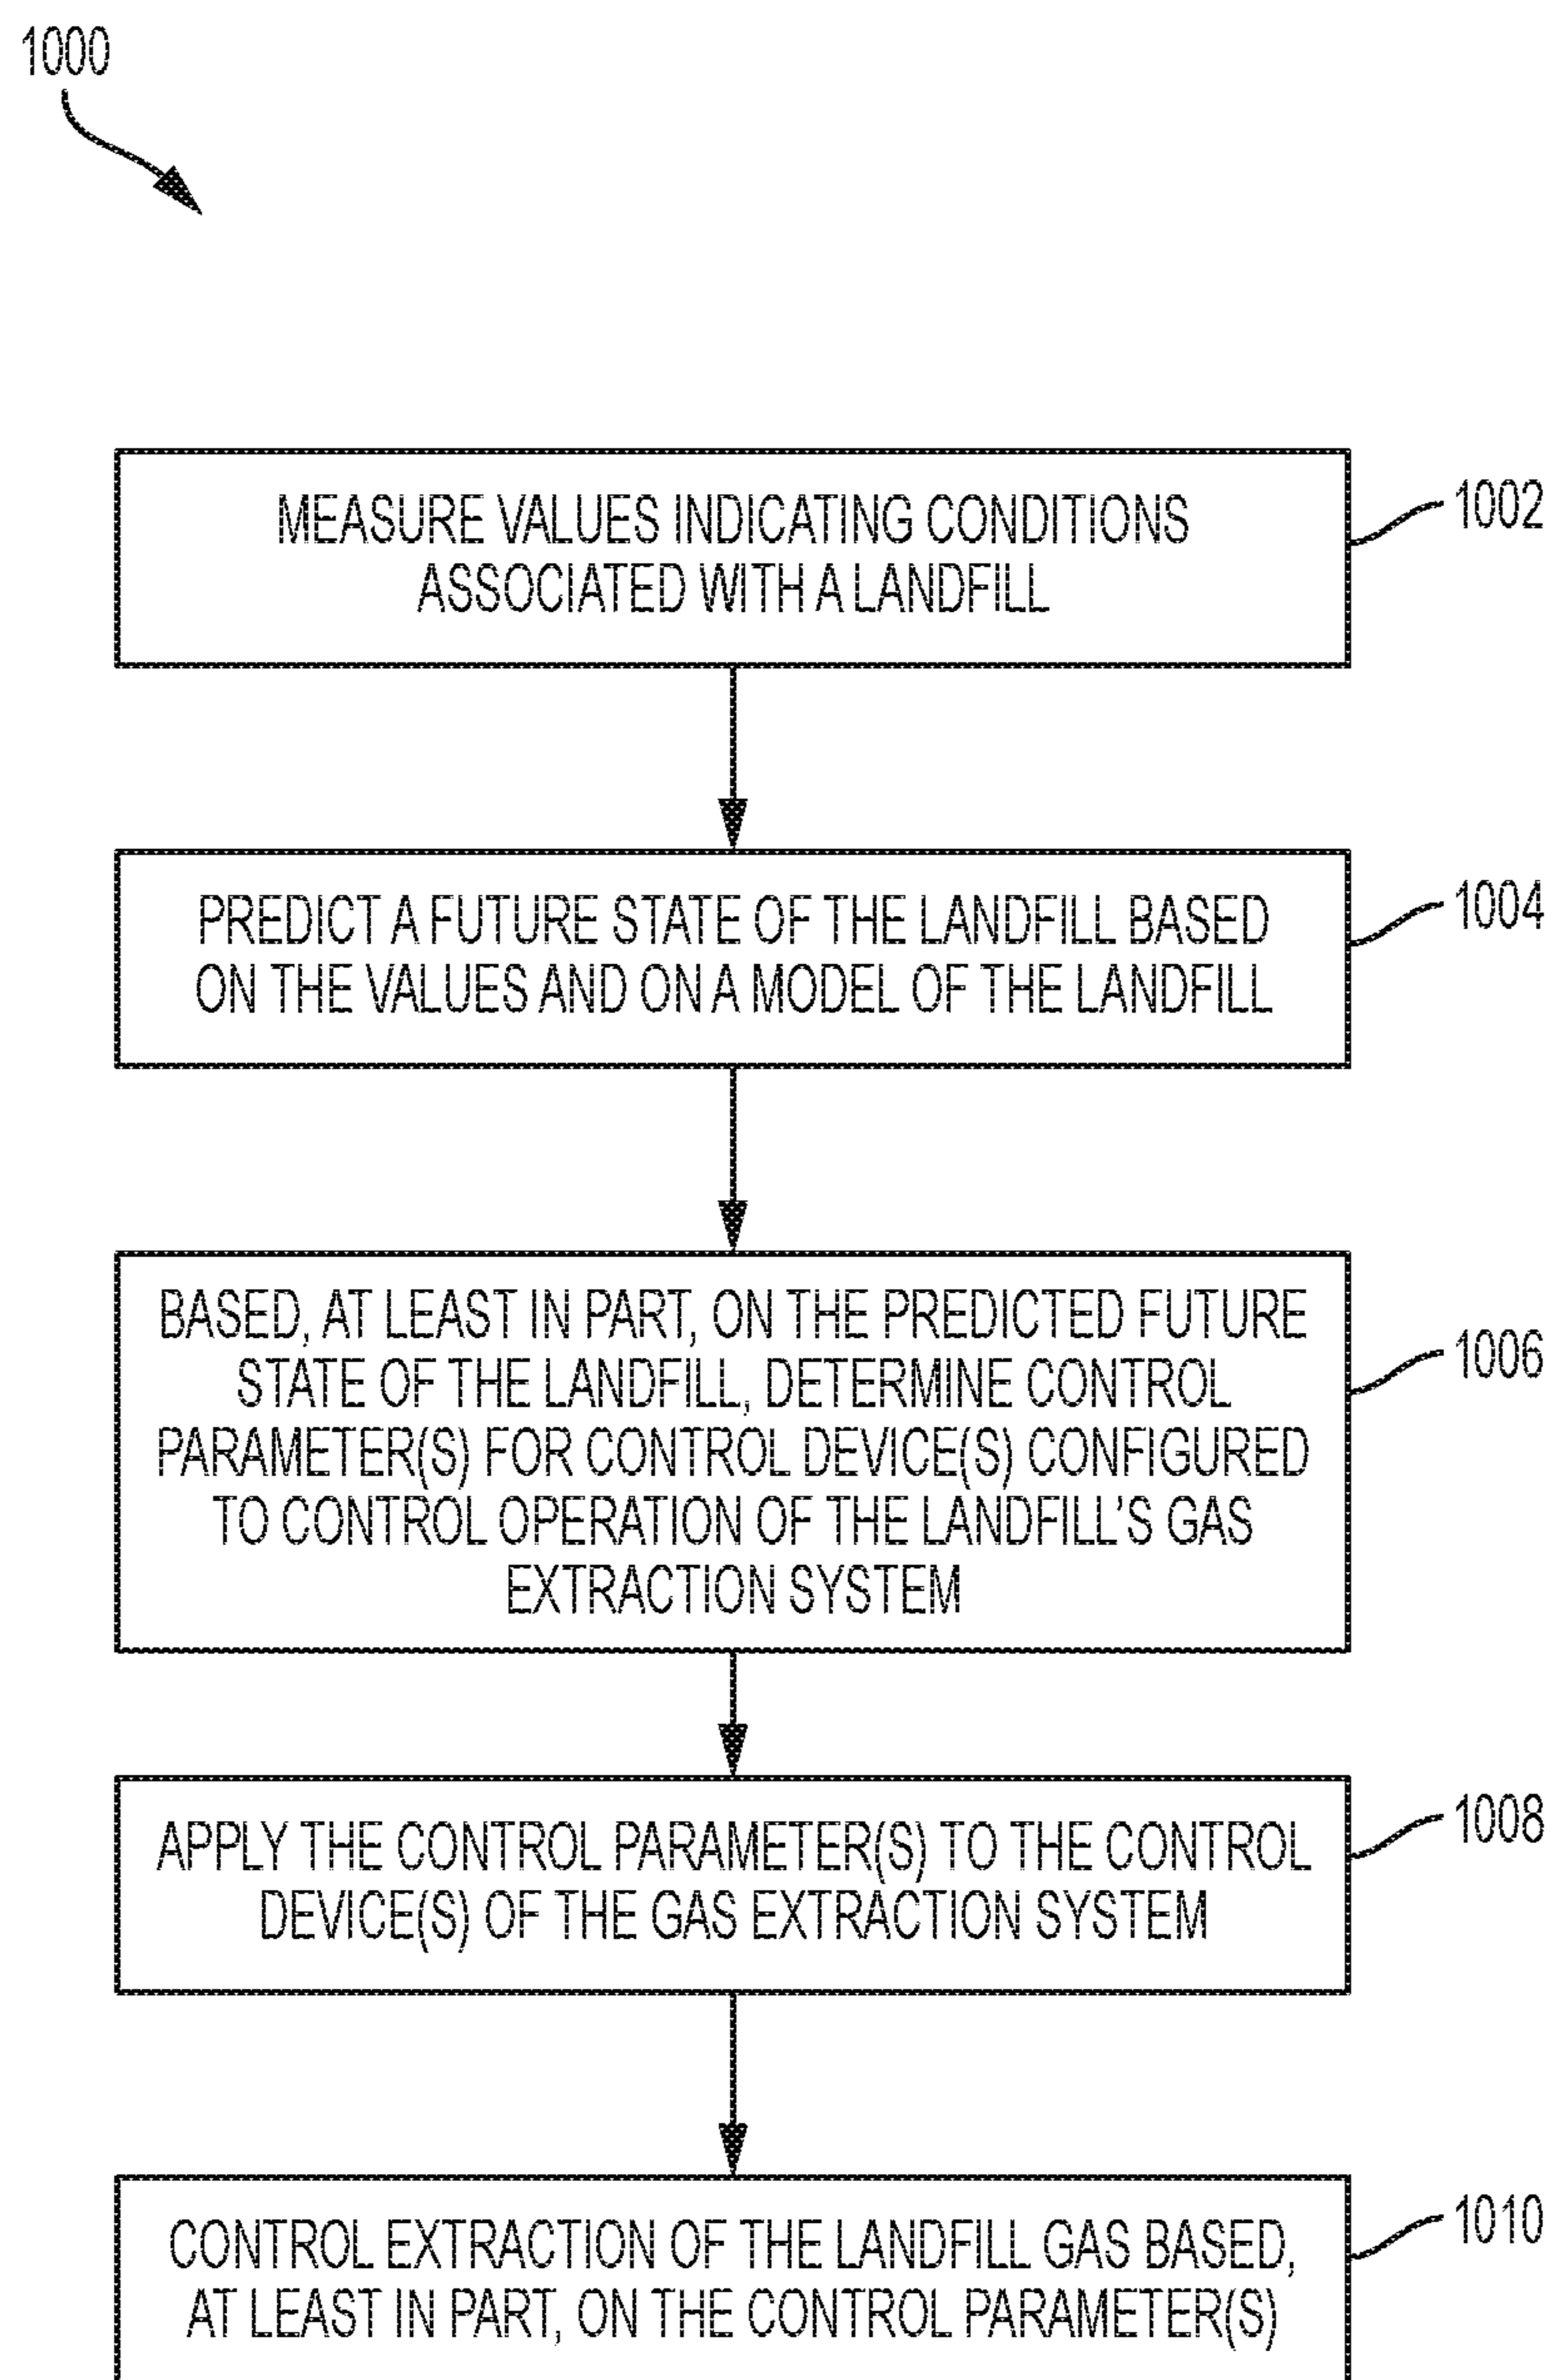 1000
MEASURE VALUES INDICATING CONDITIONS
ASSOCIATED WITH A LANDFILL
1002
PREDICT A FUTURE STATE OF THE LANDFILL BASED
ON THE VALUES AND ON A MODEL OF THE LANDFILL
1004
BASED, AT LEAST IN PART, ON THE PREDICTED FUTURE
STATE OF THE LANDFILL, DETERMINE CONTROL
PARAMETER(S) FOR CONTROL DEVICE(S) CONFIGURED
TO CONTROL OPERATION OF THE LANDFILL'S GAS
EXTRACTION SYSTEM
1006
APPLY THE CONTROL PARAMETER(S) TO THE CONTROL
DEVICE(S) OF THE GAS EXTRACTION SYSTEM
1008
CONTROL EXTRACTION OF THE LANDFILL GAS BASED,
AT LEAST IN PART, ON THE CONTROL PARAMETER(S)
1010